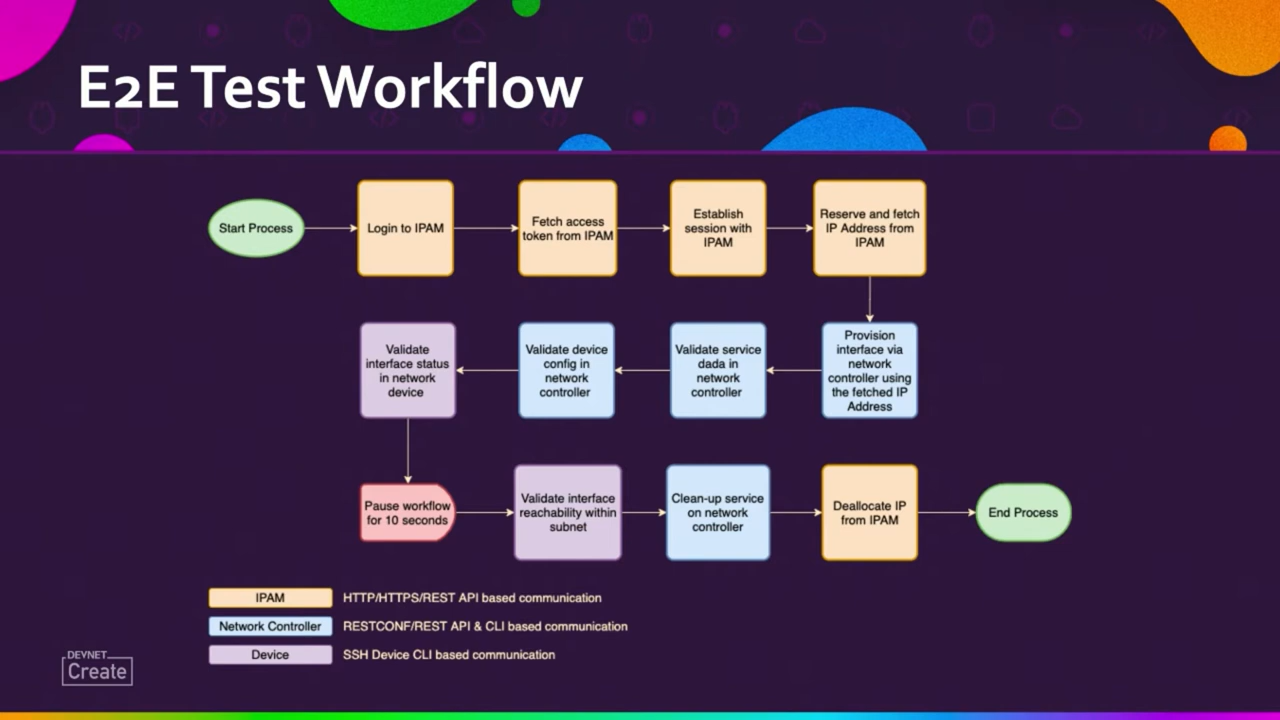 E2E Test Workflow
Start Process
Login to IPAM
Fetch access
token from IPAM
Establish
session with
IPAM
Reserve and fetch
IP Address from
IPAM
Provision
interface via
network
controller using
the fetched IP
Address
Validate service
dada in
network
controller
Validate device
config in
network
controller
Validate
interface status
in network
device
Pause workflow
for 10 seconds
Validate interface
reachability within
subnet
Clean-up service
on network
controller
Deallocate IP
from IPAM
End Process
IPAM
HTTP/HTTPS/REST API based communication
Network Controller
RESTCONF/REST API & CLI based communication
Device
SSH Device CLI based communication
DEVNET
Create